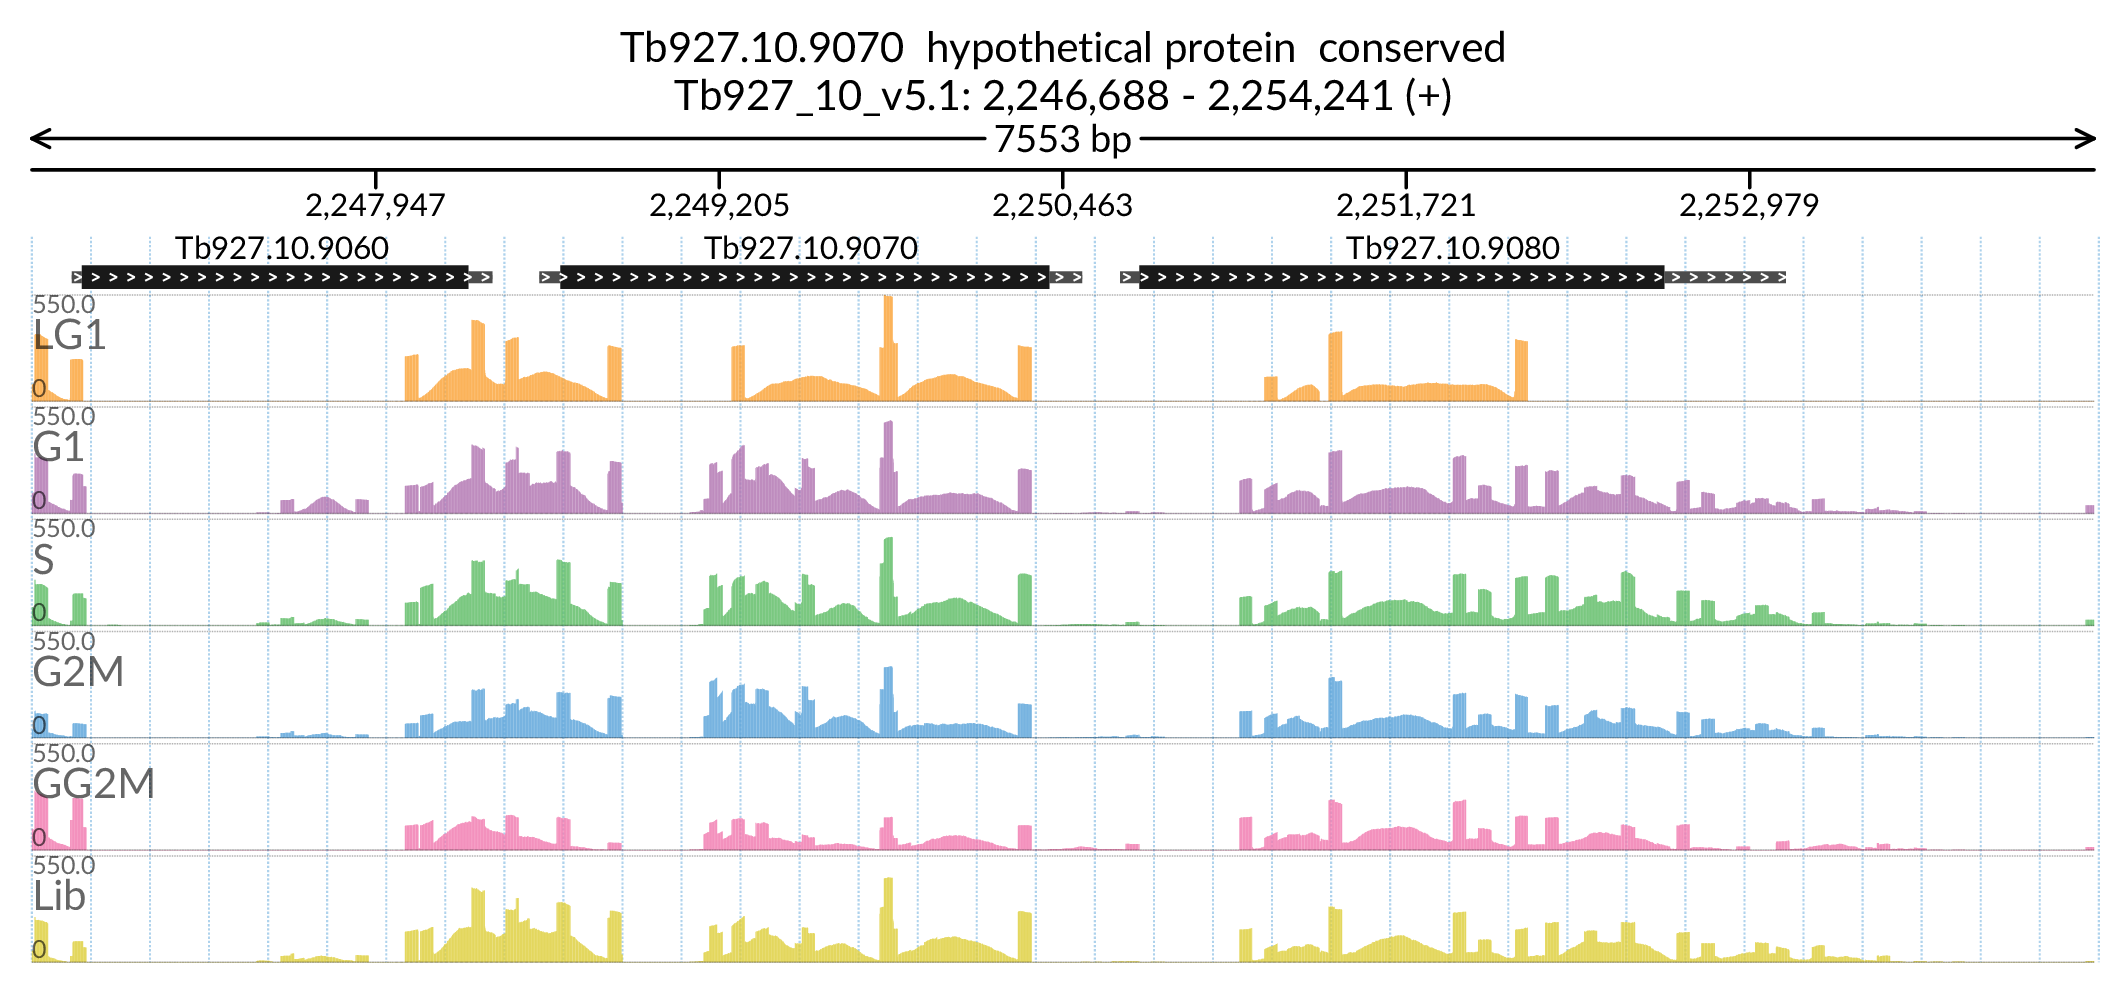 Tb927.10.9070 hypothetical protein conserved
Tb927_10_v5.1: 2,246,688 - 2,254,241 (+)
7553 bp
2,247,947 2,249,205 2,250,463 2,251,721 2,252,979
Tb927.10.9060 Tb927.10.9070 Tb927.10.9080
550.0
LG1
0
550.0
G1
0
550.0
S
0
550.0
G2M
0
550.0
GG2M
0
550.0
Lib
0